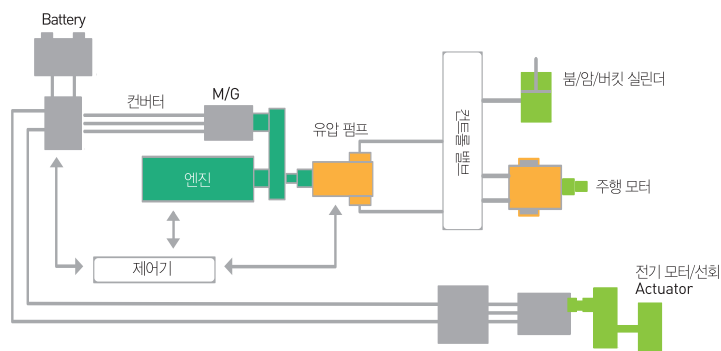 Battery
컨버터
M/G
유압 펌프
컨트롤 밸브
붐/암/버킷 실린더
엔진
주행 모터
제어기
전기 모터/선회
Actuator